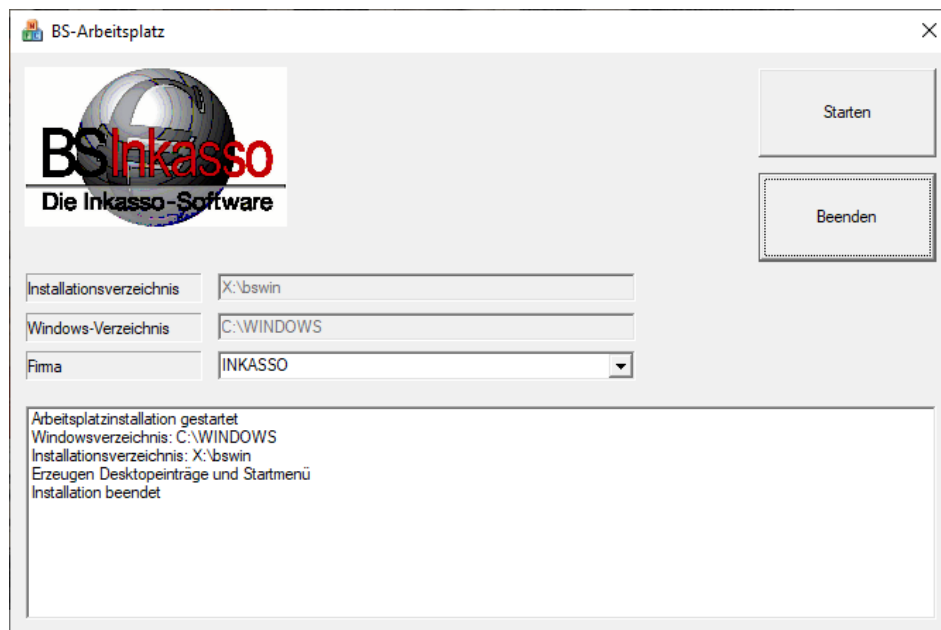 BS-Arbeitsplatz
BSInkasso
Die Inkasso-Software
Starten
Beenden
Installationsverzeichnis X:\bswin
Windows-Verzeichnis C:\WINDOWS
Firma INKASSO
Arbeitsplatzinstallation gestartet
Windowsverzeichnis: C:\WINDOWS
Installationsverzeichnis: X:\bswin
Erzeugen Desktopeinträge und Startmenü
Installation beendet